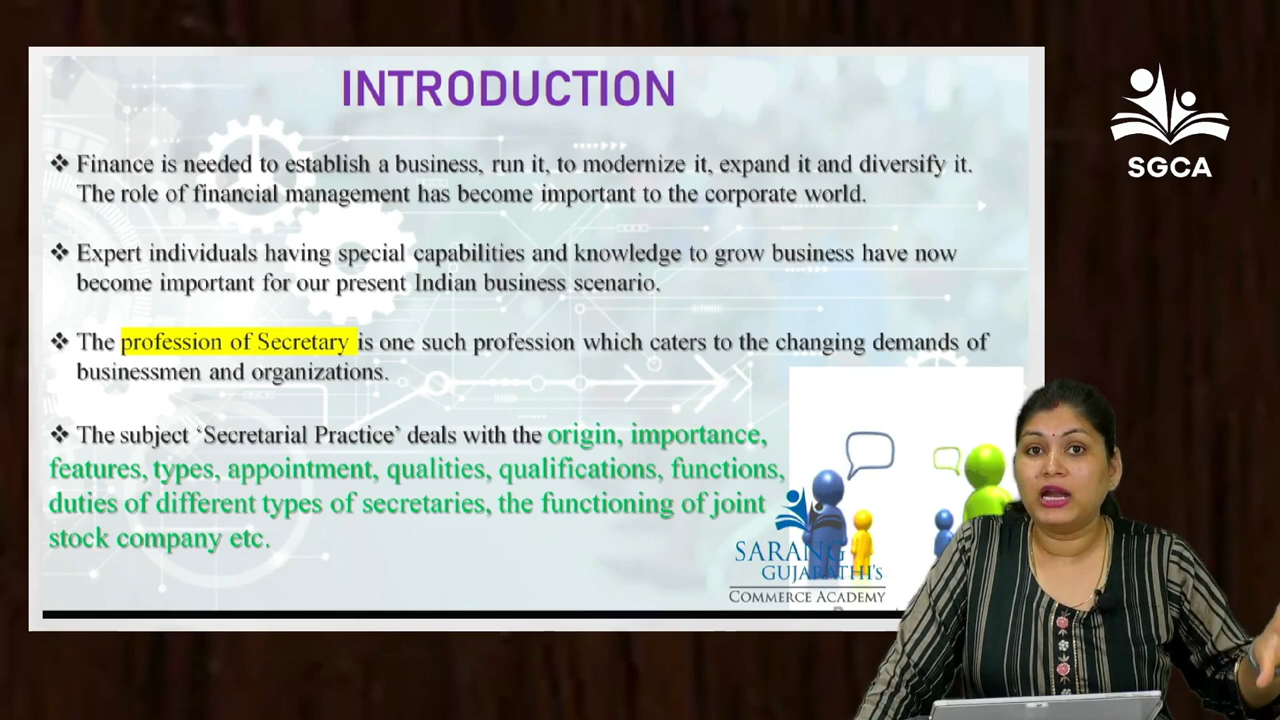 INTRODUCTION
❖ Finance is needed to establish a business, run it, to modernize it, expand it and diversify it.
The role of financial management has become important to the corporate world.
❖ Expert individuals having special capabilities and knowledge to grow business have now
become important for our present Indian business scenario.
❖ The profession of Secretary is one such profession which caters to the changing demands of
businessmen and organizations.
❖ The subject ‘Secretarial Practice’ deals with the origin, importance,
features, types, appointment, qualities, qualifications, functions,
duties of different types of secretaries, the functioning of joint
stock company etc.
SARANG
GUJARATHI's
COMMERCE ACADEMY
SGCA